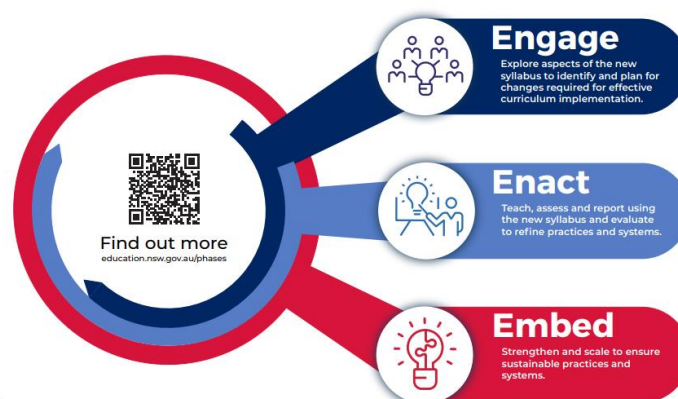 Engage
Explore aspects of the new
syllabus to identify and plan for
changes required for effective
curriculum implementation.
Enact
Teach, assess and report using
the new syllabus and evaluate
to refine practices and systems.
Embed
Strengthen and scale to ensure
sustainable practices and
systems.
Find out more
education.nsw.gov.au/phases